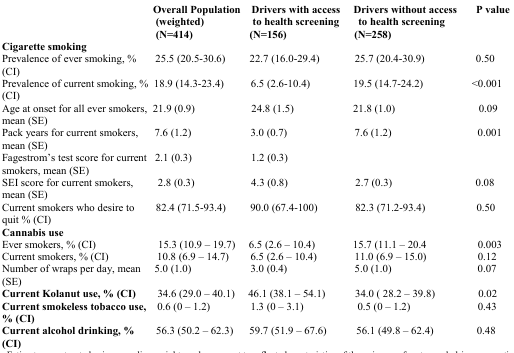 Overall Population Drivers with access Drivers without access P value
(weighted) to health screening to health screening
(N=414) (N=156) (N=258)
Cigarette smoking
Prevalence of ever smoking, % 25.5 (20.5-30.6) 22.7 (16.0-29.4) 25.7 (20.4-30.9) 0.50
(CI)
Prevalence of current smoking, % 18.9 (14.3-23.4) 6.5 (2.6-10.4) 19.5 (14.7-24.2) <0.001
(CI)
Age at onset for all ever smokers, 21.9 (0.9) 24.8 (1.5) 21.8 (1.0) 0.09
mean (SE)
Pack years for current smokers, 7.6 (1.2) 3.0 (0.7) 7.6 (1.2) 0.001
mean (SE)
Fagestrom’s test score for current 2.1 (0.3) 1.2 (0.3)
smokers, mean (SE)
SEI score for current smokers, 2.8 (0.3) 4.3 (0.8) 2.7 (0.3) 0.08
mean (SE)
Current smokers who desire to 82.4 (71.5-93.4) 90.0 (67.4-100) 82.3 (71.2-93.4) 0.50
quit % (CI)
Cannabis use
Ever smokers, % (CI) 15.3 (10.9 – 19.7) 6.5 (2.6 – 10.4) 15.7 (11.1 – 20.4 0.003
Current smokers, % (CI) 10.8 (6.9 – 14.7) 6.5 (2.6 – 10.4) 11.0 (6.9 – 15.0) 0.12
Number of wraps per day, mean 5.0 (1.0) 3.0 (0.4) 5.0 (1.0) 0.07
(SE)
Current Kolanut use, % (CI) 34.6 (29.0 – 40.1) 46.1 (38.1 – 54.1) 34.0 ( 28.2 – 39.8) 0.02
Current smokeless tobacco use, 0.6 (0 – 1.2) 1.3 (0 – 3.1) 0.5 (0 – 1.2) 0.43
% (CI)
Current alcohol drinking, % 56.3 (50.2 – 62.3) 59.7 (51.9 – 67.6) 56.1 (49.8 – 62.4) 0.48
(CI)